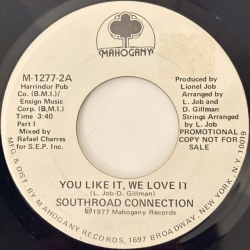 MAHOGANY
M-1277-2A
Harrindur Pub
Co. (B.M.I.)/
Ensign Music
Corp. (B.M.I.)
Time: 3:40
Part I
Mixed by
Rafael Charres
for S.E.P. Inc.
Produced by
Lionel Job
Arranged by
L. Job and
D. Gillman
Strings Arranged
by L. Job
PROMOTIONAL
COPY NOT FOR
SALE
YOU LIKE IT, WE LOVE IT
(L. Job-D. Gillman)
SOUTHROAD CONNECTION
©1977 Mahogany Records
MFG & DIST. BY MAHOGANY RECORDS, 1697 BROADWAY, NEW YORK, N.Y. 10019